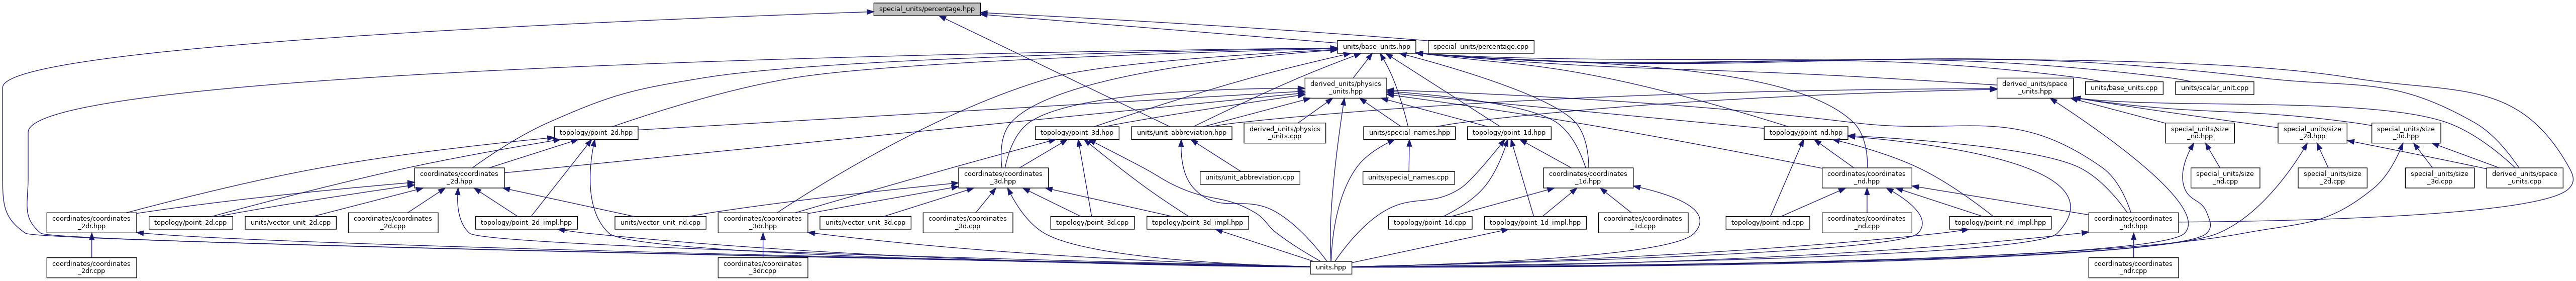 special_units/percentage.hpp
units/base_units.hpp
special_units/percentage.cpp
derived_units/physics
_units.hpp
derived_units/space
_units.hpp
units/base_units.cpp
units/scalar_unit.cpp
topology/point_2d.hpp
topology/point_3d.hpp
units/unit_abbreviation.hpp
derived_units/physics
_units.cpp
units/special_names.hpp
topology/point_1d.hpp
topology/point_nd.hpp
special_units/size
_nd.hpp
special_units/size
_2d.hpp
special_units/size
_3d.hpp
coordinates/coordinates
_2d.hpp
coordinates/coordinates
_3d.hpp
units/unit_abbreviation.cpp
units/special_names.cpp
coordinates/coordinates
_1d.hpp
coordinates/coordinates
_nd.hpp
special_units/size
_nd.cpp
special_units/size
_2d.cpp
special_units/size
_3d.cpp
derived_units/space
_units.cpp
coordinates/coordinates
_2dr.hpp
topology/point_2d.cpp
units/vector_unit_2d.cpp
coordinates/coordinates
_2d.cpp
topology/point_2d_impl.hpp
units/vector_unit_nd.cpp
coordinates/coordinates
_3dr.hpp
units/vector_unit_3d.cpp
coordinates/coordinates
_3d.cpp
topology/point_3d.cpp
topology/point_3d_impl.hpp
topology/point_1d.cpp
topology/point_1d_impl.hpp
coordinates/coordinates
_1d.cpp
topology/point_nd.cpp
coordinates/coordinates
_nd.cpp
topology/point_nd_impl.hpp
coordinates/coordinates
_ndr.hpp
coordinates/coordinates
_2dr.cpp
coordinates/coordinates
_3dr.cpp
units.hpp
coordinates/coordinates
_ndr.cpp